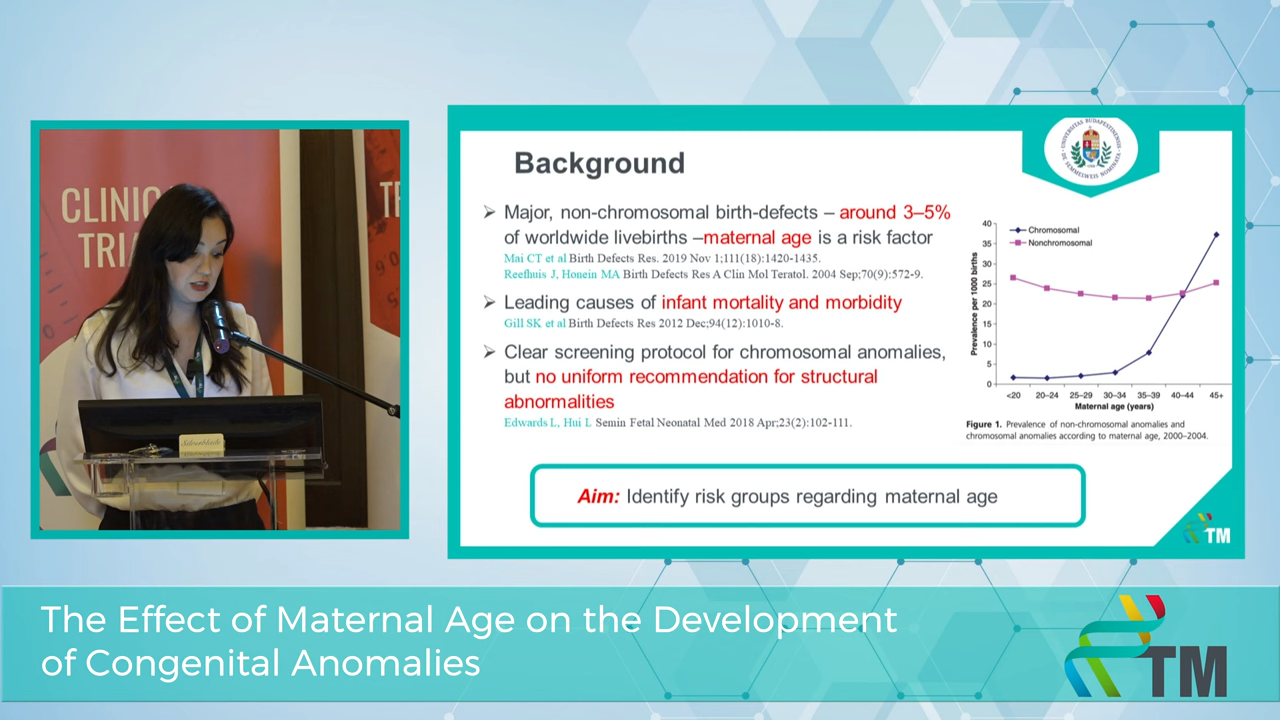 CLINIC
TRIA
TR
Background
UNIVERSITAS BUDAPESTINENSIS
DE SEMMELWEIS NOMINATA
➢ Major, non-chromosomal birth-defects – around 3–5%
of worldwide livebirths –maternal age is a risk factor
Mai CT et al Birth Defects Res. 2019 Nov 1;111(18):1420-1435.
Reefhuis J, Honein MA Birth Defects Res A Clin Mol Teratol. 2004 Sep;70(9):572-9.
➢ Leading causes of infant mortality and morbidity
Gill SK et al Birth Defects Res 2012 Dec;94(12):1010-8.
➢ Clear screening protocol for chromosomal anomalies,
but no uniform recommendation for structural
abnormalities
Edwards L, Hui L Semin Fetal Neonatal Med 2018 Apr;23(2):102-111.
Chromosomal
Nonchromosomal
Prevalence per 1000 births
40
35
30
25
20
15
10
5
0
<20 20–24 25–29 30–34 35–39 40–44 45+
Maternal age (years)
Figure 1. Prevalence of non-chromosomal anomalies and
chromosomal anomalies according to maternal age, 2000–2004.
Aim: Identify risk groups regarding maternal age
TM
The Effect of Maternal Age on the Development
of Congenital Anomalies
TM